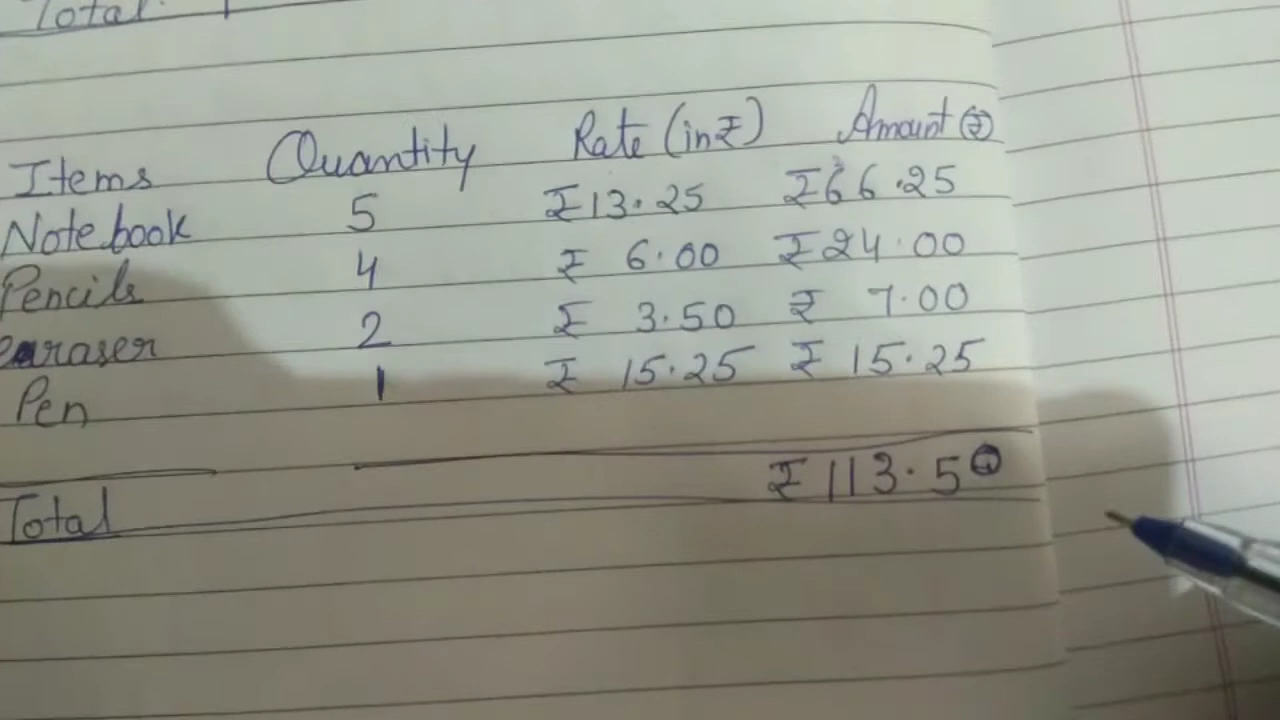 Total
Items Quantity Rate (in ₹) Amount (₹)
Notebook 5 ₹13.25 ₹66.25
Pencils 4 ₹ 6.00 ₹24.00
eraser 2 ₹ 3.50 ₹ 7.00
Pen 1 ₹ 15.25 ₹ 15.25
Total ₹113.50